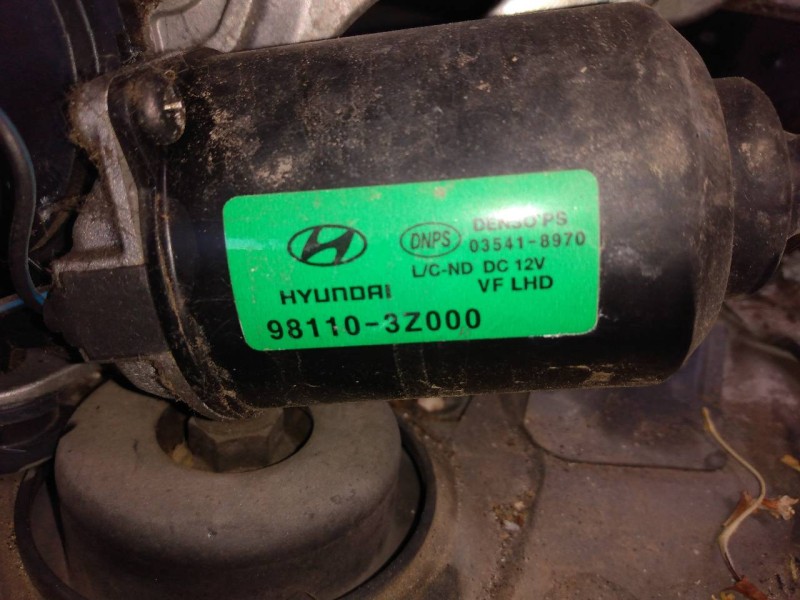 DENSO PS
DNPS 03541-8970
L/C-ND DC 12V
HYUNDAI VF LHD
98110-3Z000